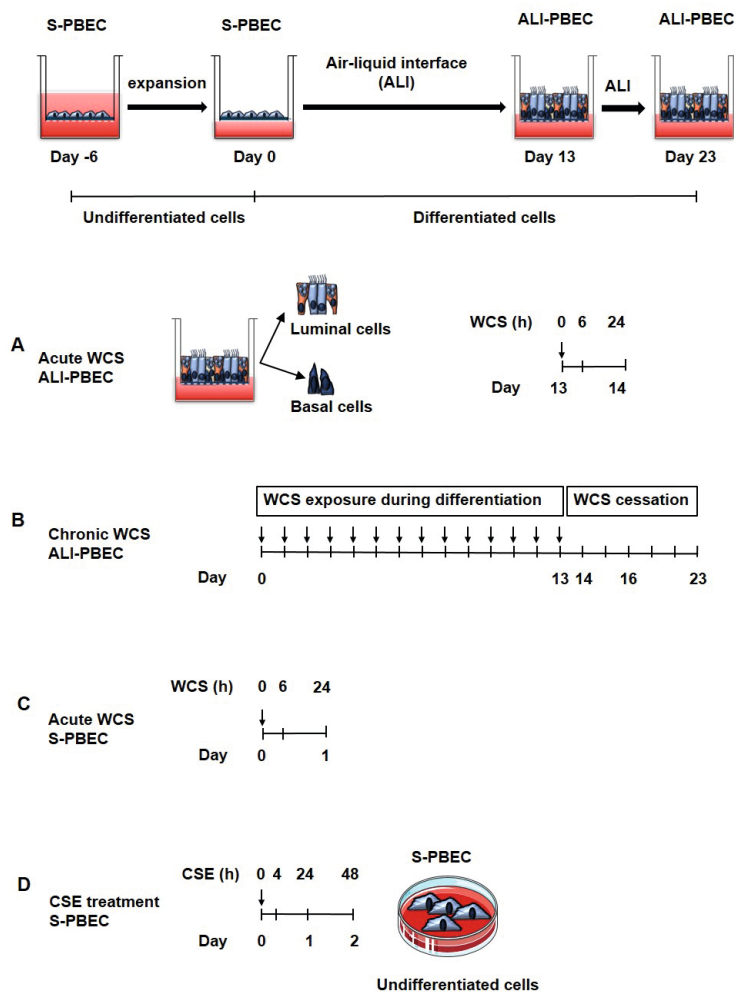 S-PBEC
S-PBEC
ALI-PBEC
ALI-PBEC
expansion
Air-liquid interface
(ALI)
ALI
Day -6
Day 0
Day 13
Day 23
Undifferentiated cells
Differentiated cells
A
Acute WCS
ALI-PBEC
Luminal cells
Basal cells
WCS (h) 0 6 24
Day 13 14
B
Chronic WCS
ALI-PBEC
WCS exposure during differentiation
WCS cessation
Day 0 13 14 16 23
C
Acute WCS
S-PBEC
WCS (h) 0 6 24
Day 0 1
D
CSE treatment
S-PBEC
CSE (h) 0 4 24 48
Day 0 1 2
S-PBEC
Undifferentiated cells